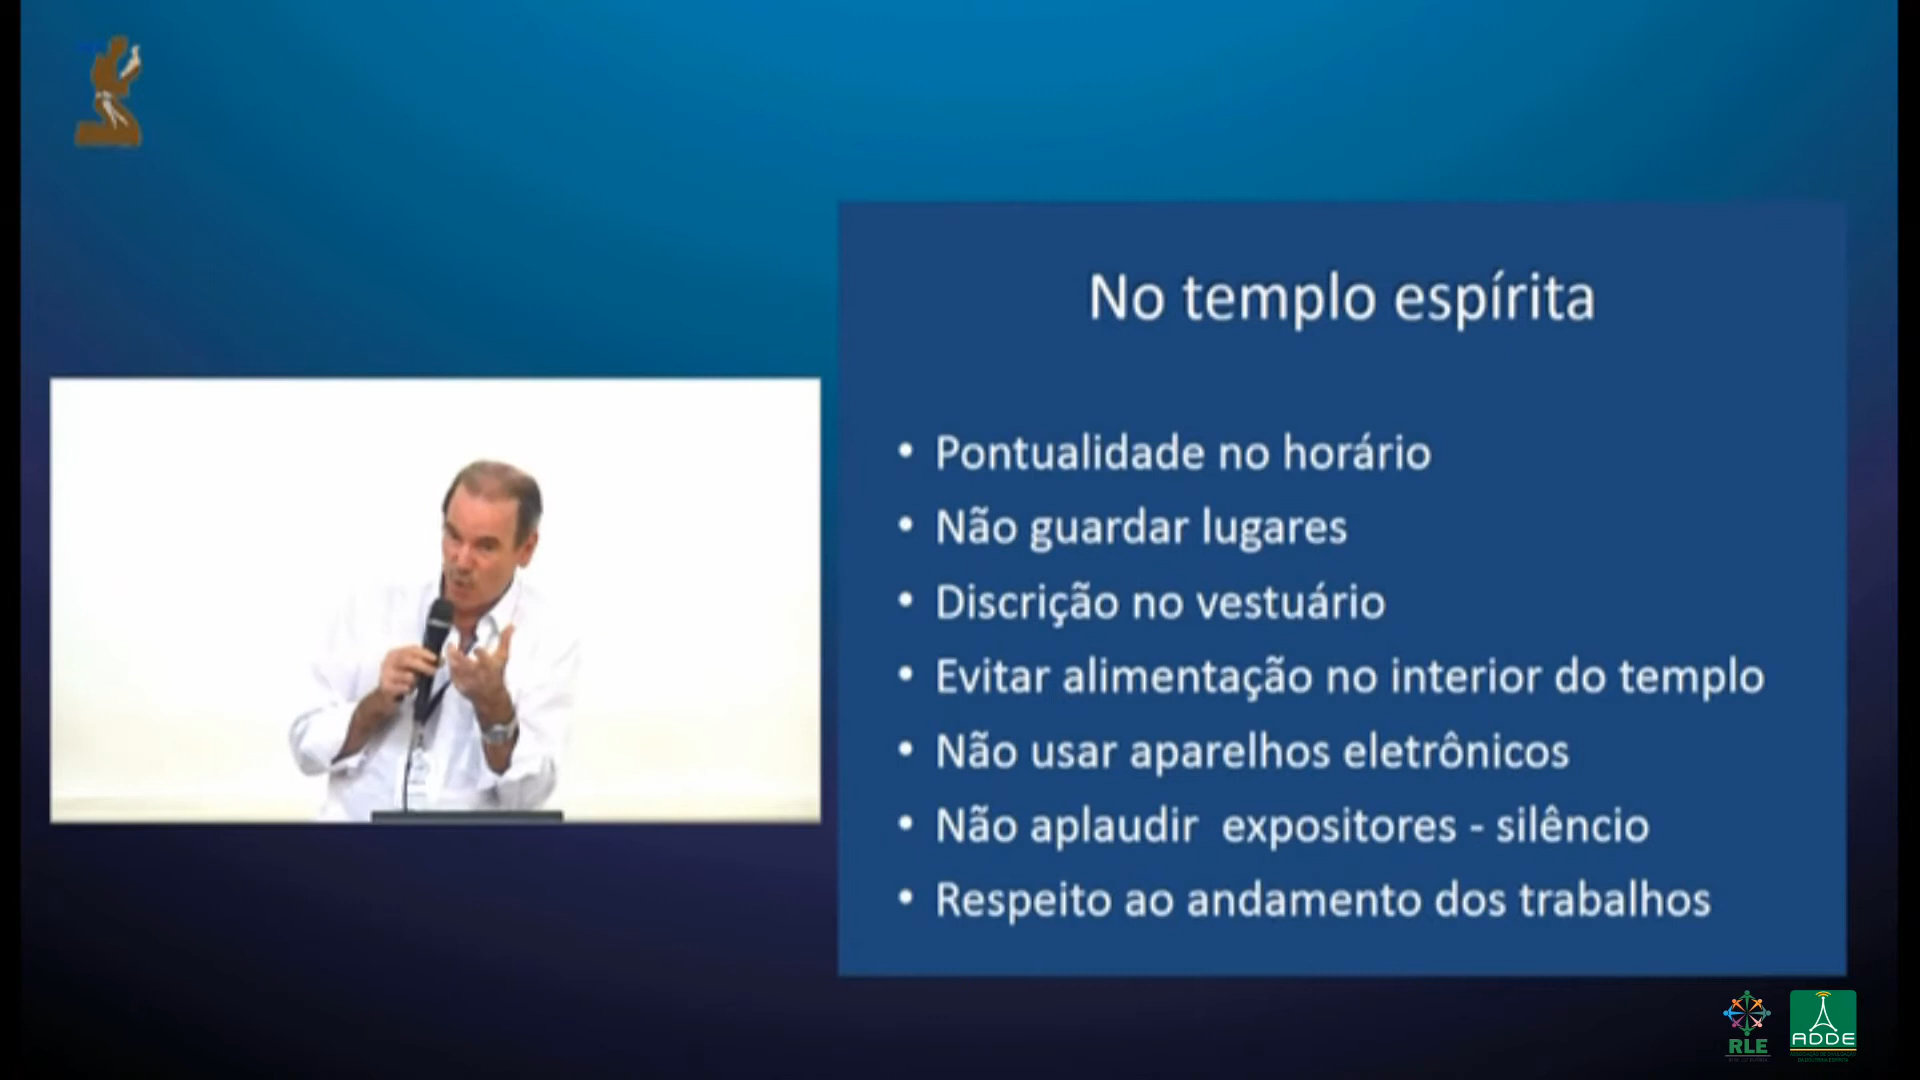 No templo espírita
• Pontualidade no horário
• Não guardar lugares
• Discrição no vestuário
• Evitar alimentação no interior do templo
• Não usar aparelhos eletrônicos
• Não aplaudir  expositores - silêncio
• Respeito ao andamento dos trabalhos
RLE
ADDE